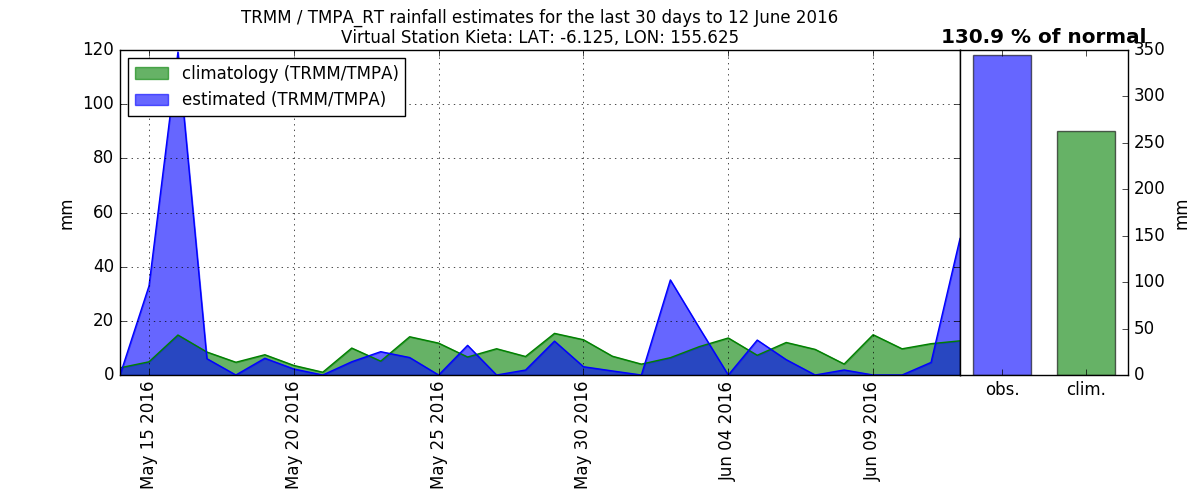 TRMM / TMPA_RT rainfall estimates for the last 30 days to 12 June 2016
Virtual Station Kieta: LAT: -6.125, LON: 155.625
130.9 % of normal
climatology (TRMM/TMPA)
estimated (TRMM/TMPA)
120
100
80
60
40
20
0
mm
May 15 2016
May 20 2016
May 25 2016
May 30 2016
Jun 04 2016
Jun 09 2016
350
300
250
200
150
100
50
0
mm
obs.
clim.